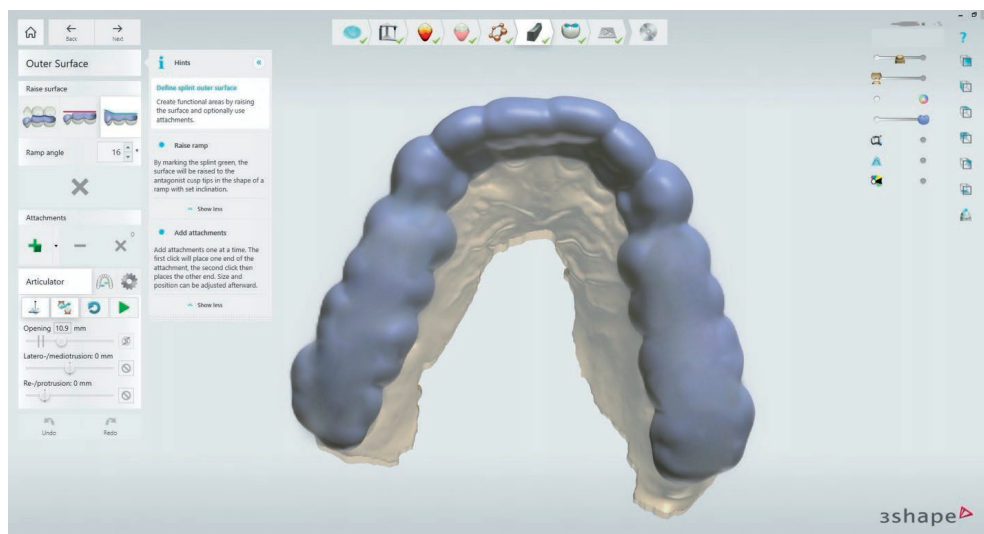 Back
Next
Outer Surface
Raise surface
Ramp angle
16
°
Attachments
0
Articulator
Opening 10.9 mm
Latero-/mediotrusion: 0 mm
Re-/protrusion: 0 mm
Undo
Redo
Hints
Define splint outer surface
Create functional areas by raising
the surface and optionally use
attachments.
Raise ramp
By marking the splint green, the
surface will be raised to the
antagonist cusp tips in the shape of a
ramp with set inclination.
Show less
Add attachments
Add attachments one at a time. The
first click will place one end of the
attachment, the second click then
places the other end. Size and
position can be adjusted afterward.
Show less
?
3shape